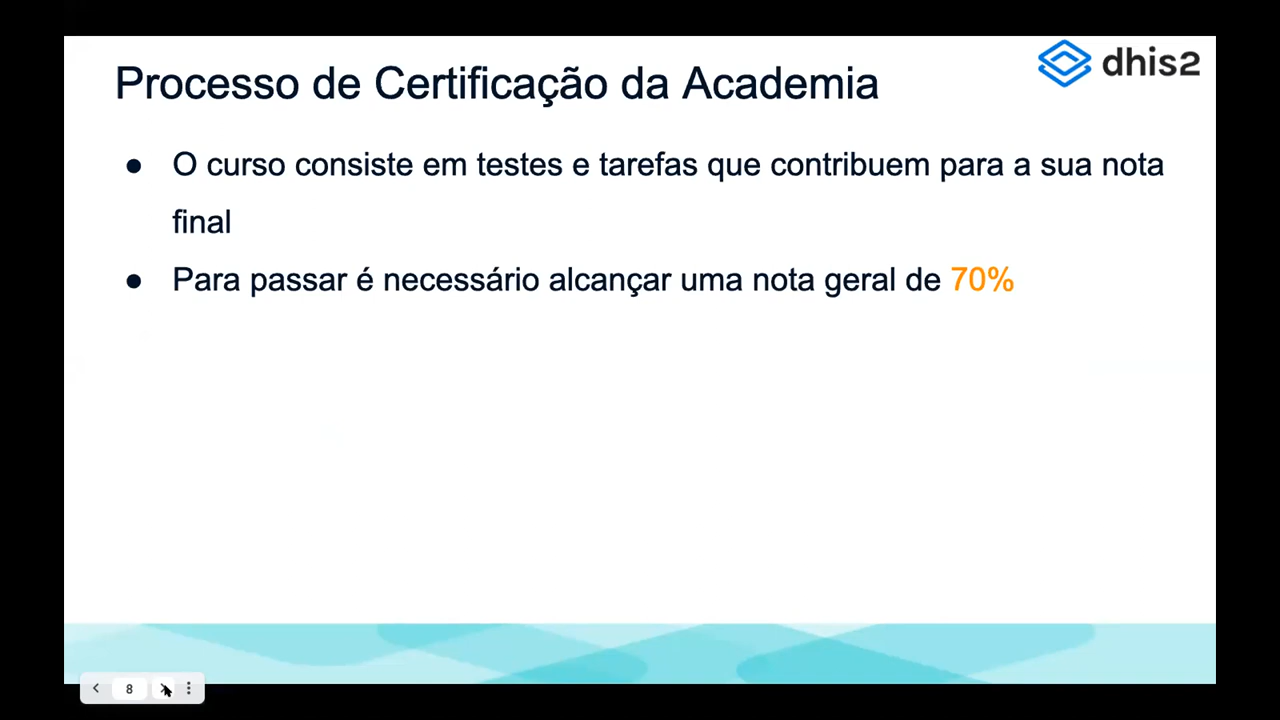 dhis2
Processo de Certificação da Academia
● O curso consiste em testes e tarefas que contribuem para a sua nota
final
● Para passar é necessário alcançar uma nota geral de 70%
8